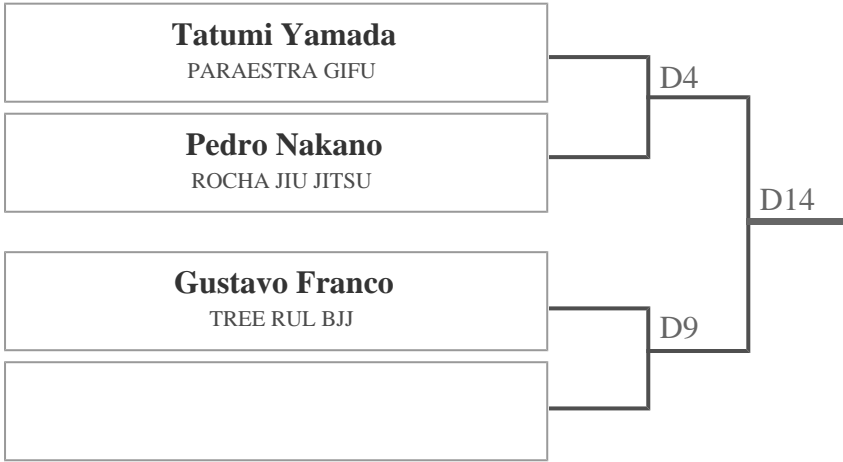 Tatumi Yamada
PARAESTRA GIFU
D4
Pedro Nakano
ROCHA JIU JITSU
D14
Gustavo Franco
TREE RUL BJJ
D9